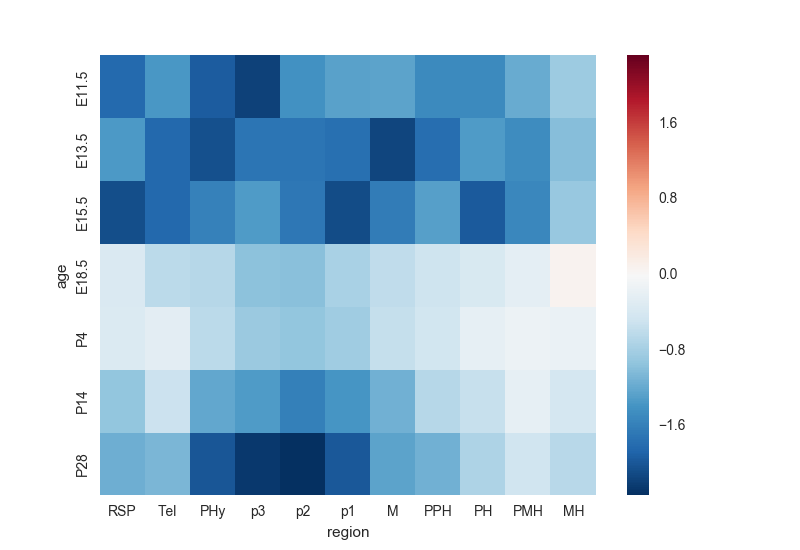 E11.5
E13.5
E15.5
E18.5
P4
P14
P28
age
RSP Tel PHy p3 p2 p1 M PPH PH PMH MH
region
1.6
0.8
0.0
−0.8
−1.6